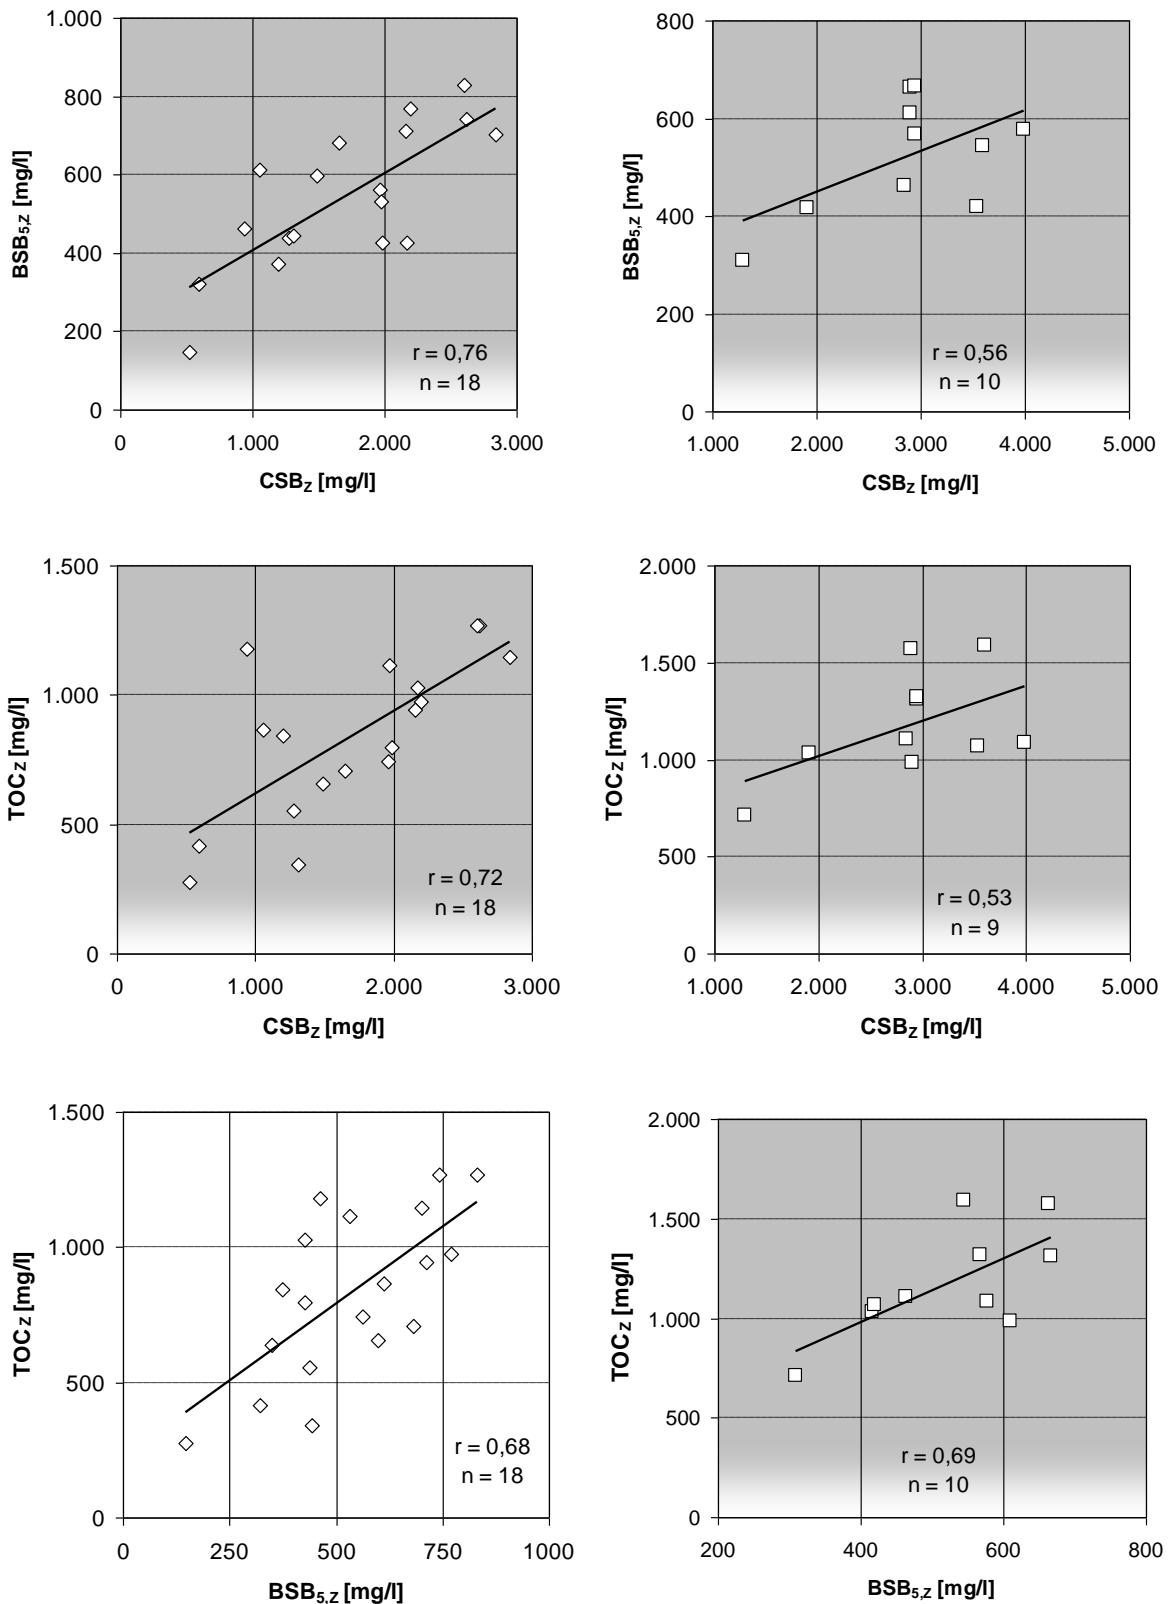 1.000
800
600
400
200
0
BSB5,Z [mg/l]
r = 0,76
n = 18
0 1.000 2.000 3.000
CSBZ [mg/l]
800
600
400
200
0
BSB5,Z [mg/l]
r = 0,56
n = 10
1.000 2.000 3.000 4.000 5.000
CSBZ [mg/l]
1.500
1.000
500
0
TOCZ [mg/l]
r = 0,72
n = 18
0 1.000 2.000 3.000
CSBZ [mg/l]
2.000
1.500
1.000
500
0
TOCZ [mg/l]
r = 0,53
n = 9
1.000 2.000 3.000 4.000 5.000
CSBZ [mg/l]
1.500
1.000
500
0
TOCZ [mg/l]
r = 0,68
n = 18
0 250 500 750 1000
BSB5,Z [mg/l]
2.000
1.500
1.000
500
0
TOCZ [mg/l]
r = 0,69
n = 10
200 400 600 800
BSB5,Z [mg/l]